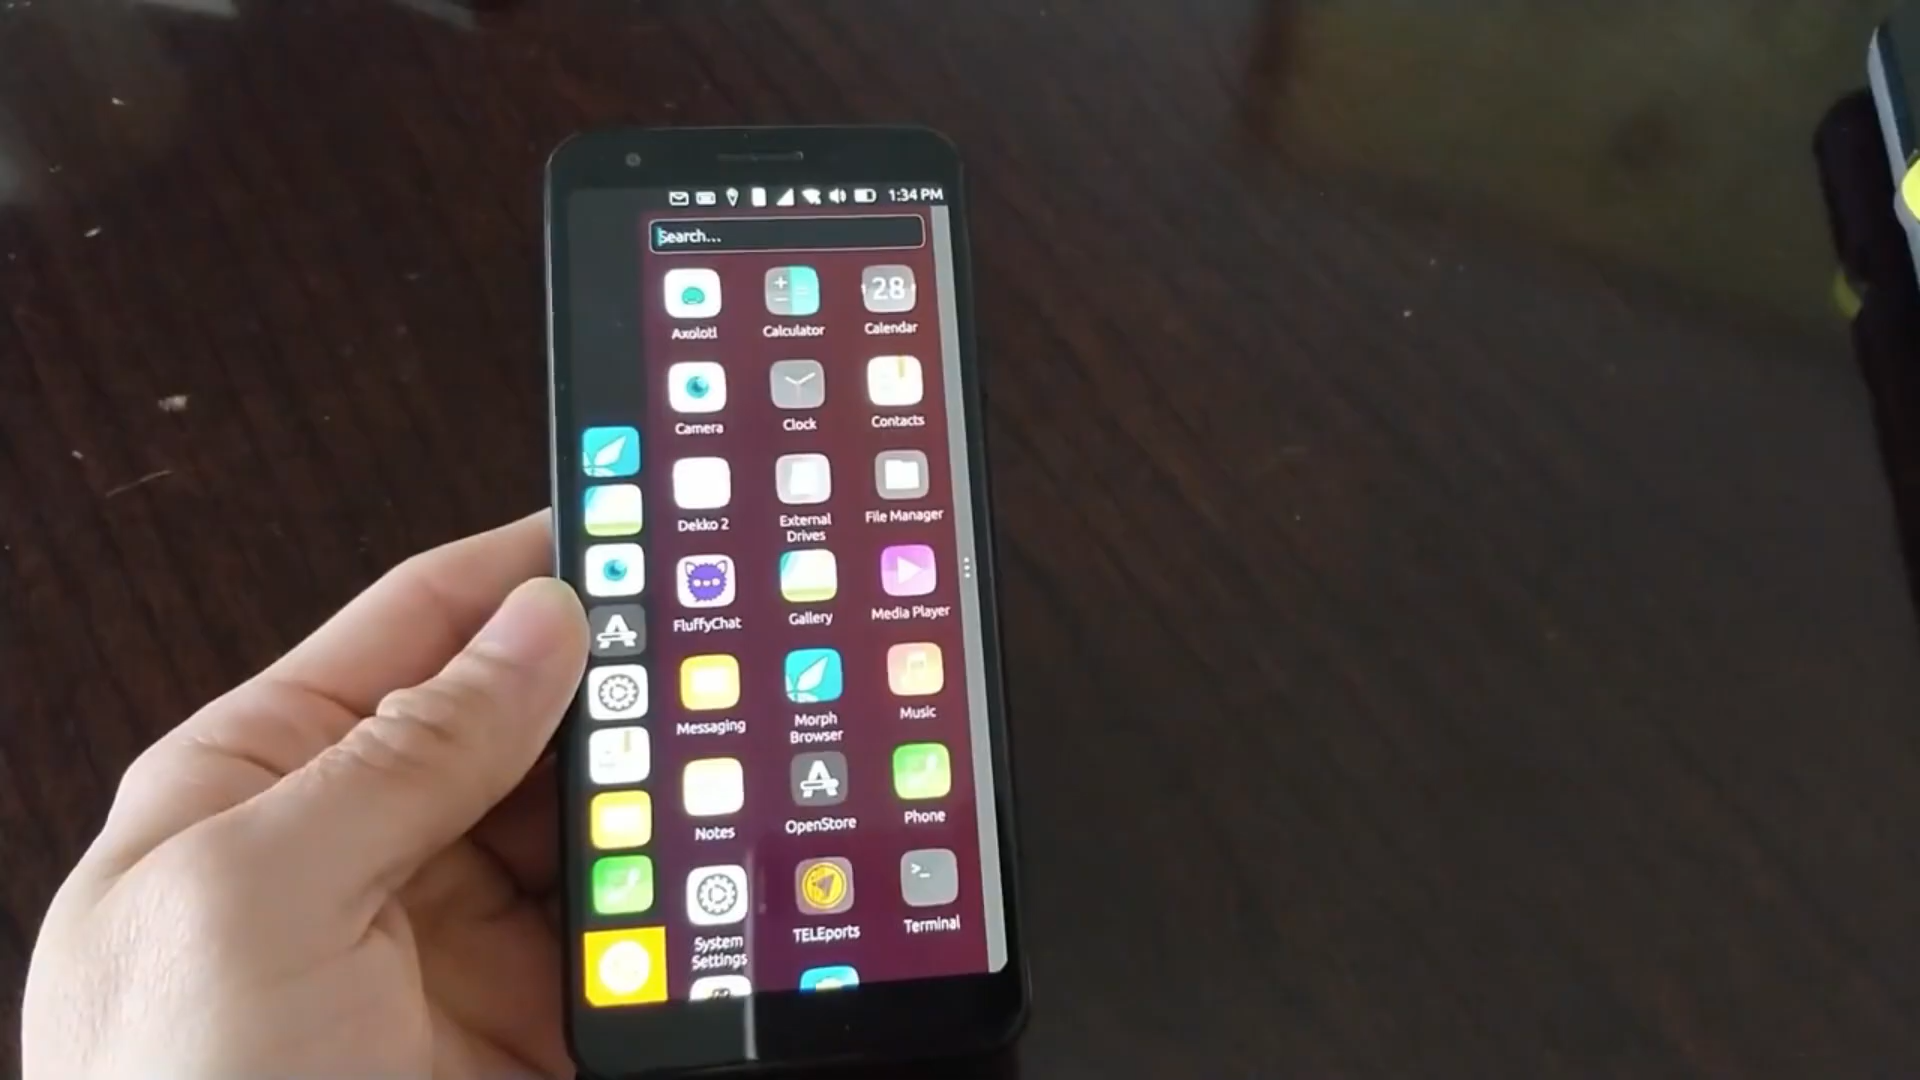 1:34 PM
Search...
Axolotl
Calculator
28
Calendar
Camera
Clock
Contacts
Dekko 2
External
Drives
File Manager
FluffyChat
Gallery
Media Player
Messaging
Morph
Browser
Music
Notes
OpenStore
Phone
>_
System
Settings
TELEports
Terminal